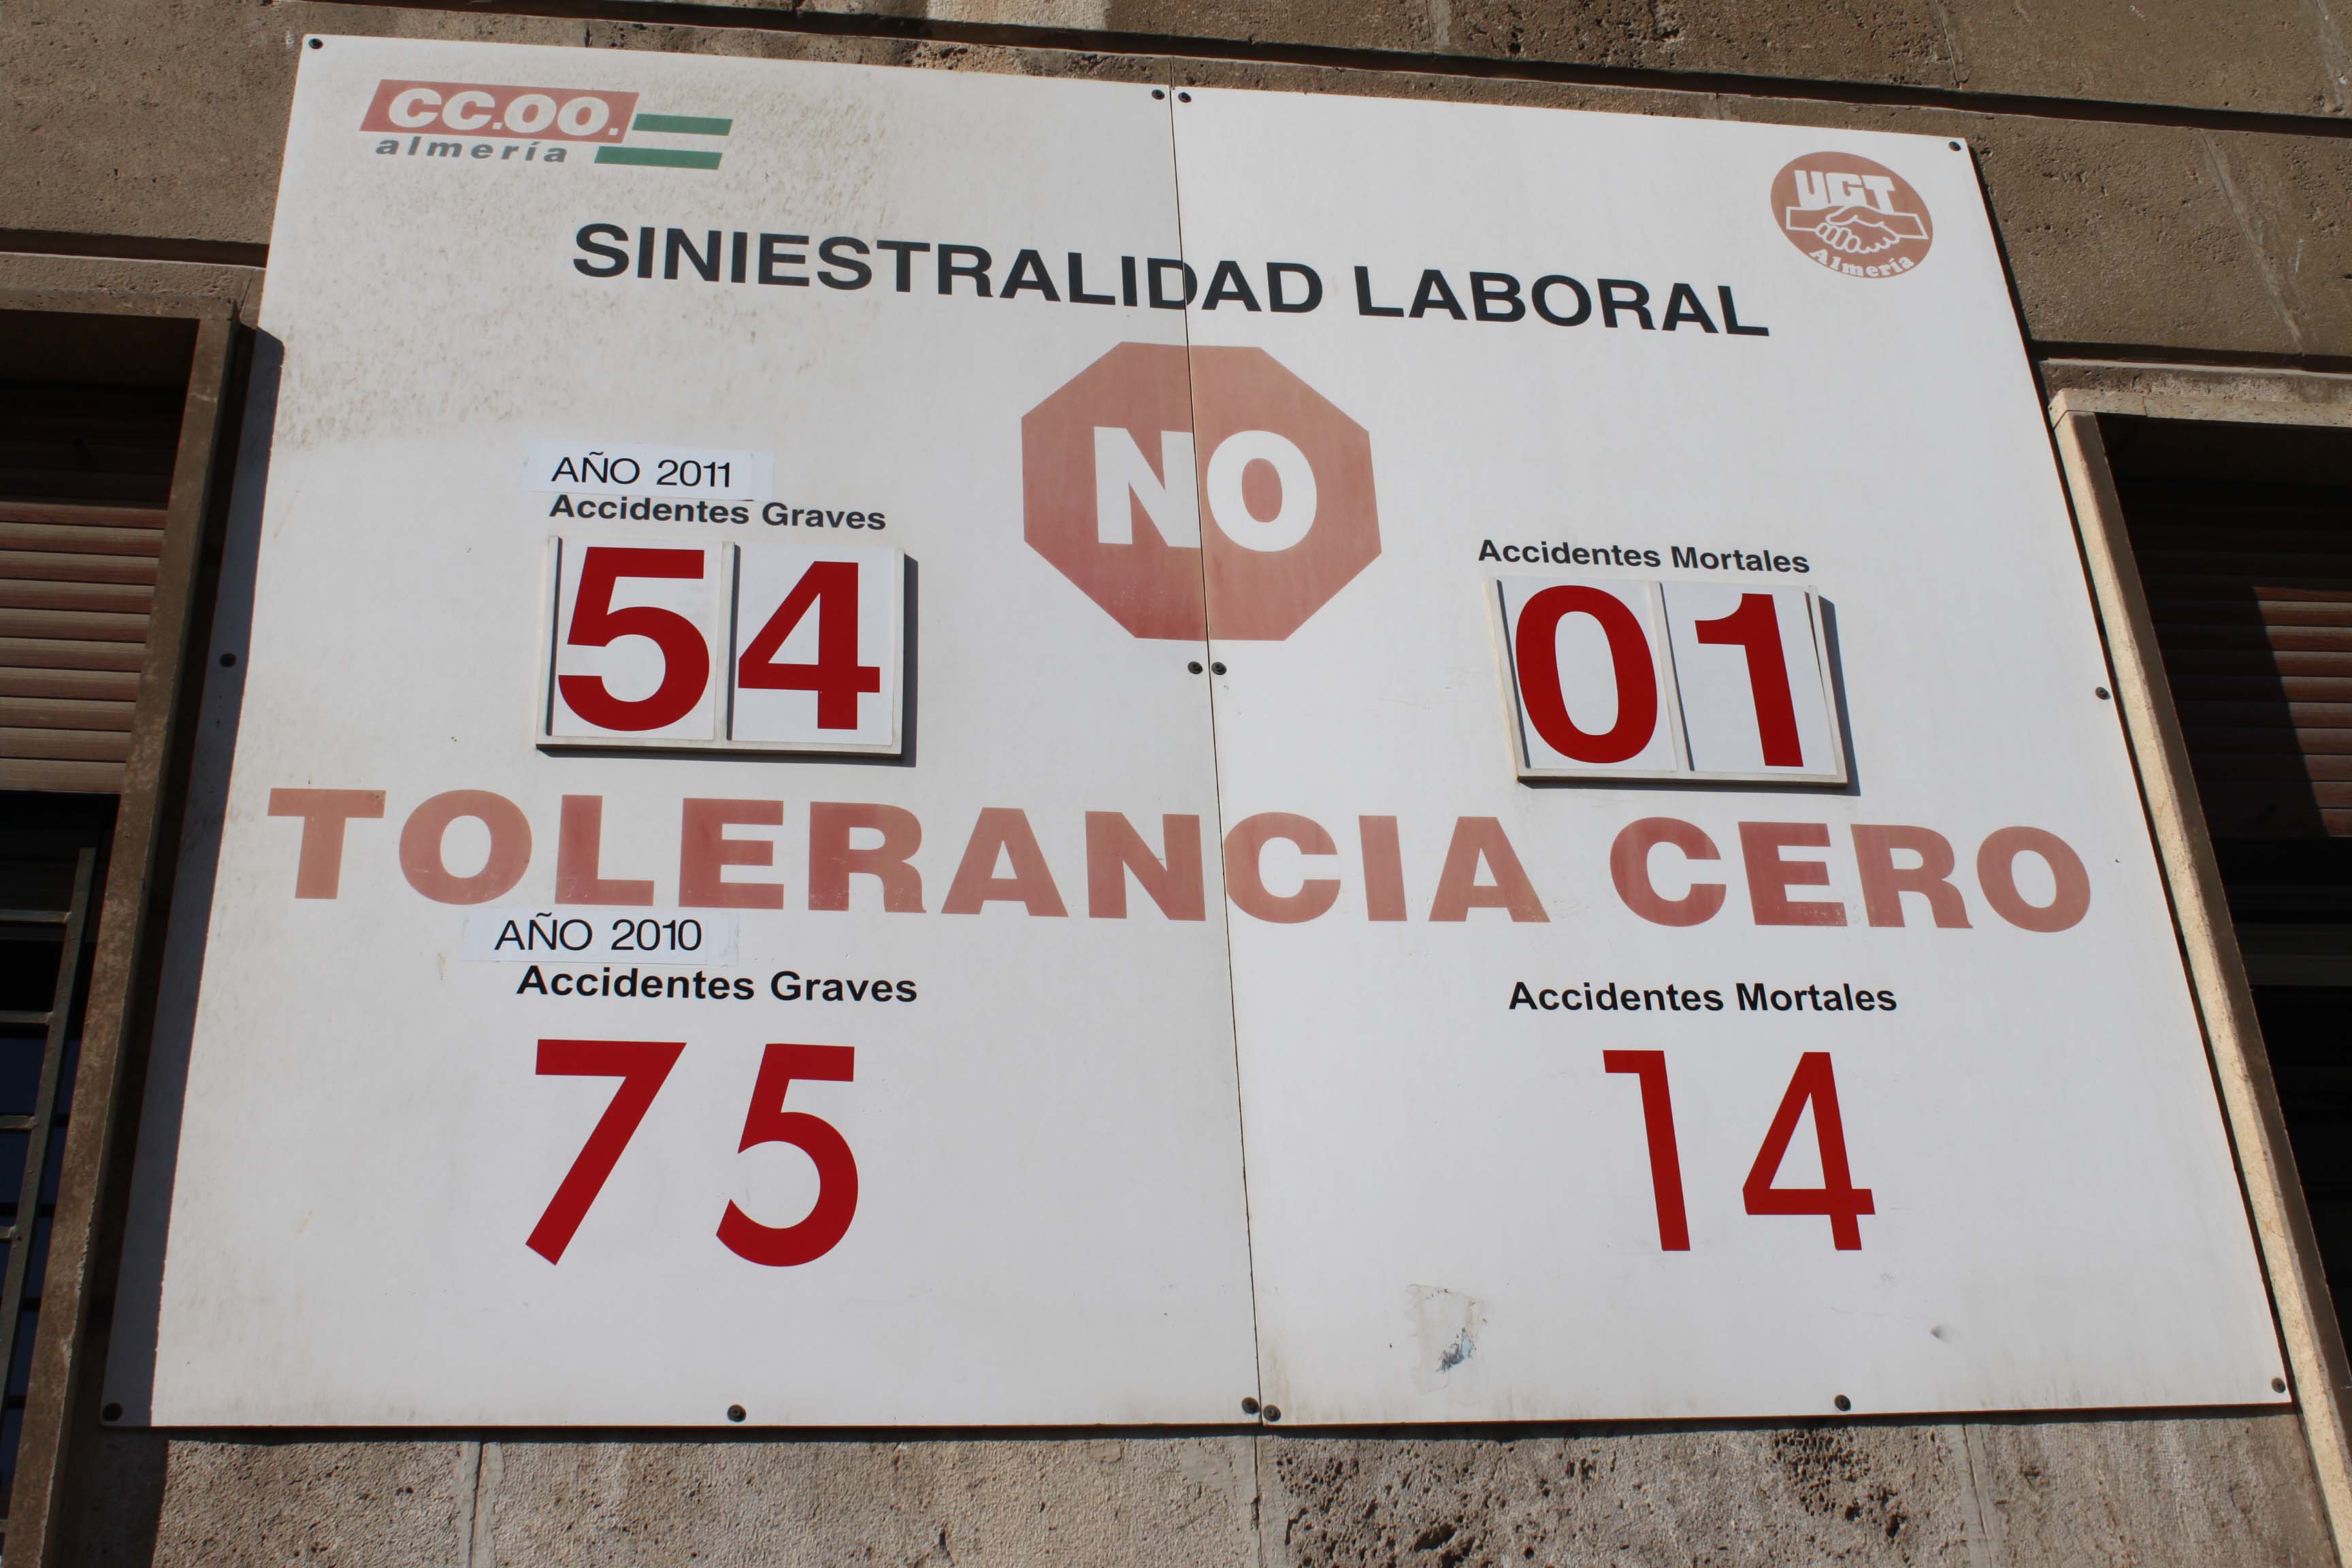 CC.OO.
almería
UGT
Almería
SINIESTRALIDAD LABORAL
NO
AÑO 2011
Accidentes Graves
54
Accidentes Mortales
01
TOLERANCIA CERO
AÑO 2010
Accidentes Graves
75
Accidentes Mortales
14